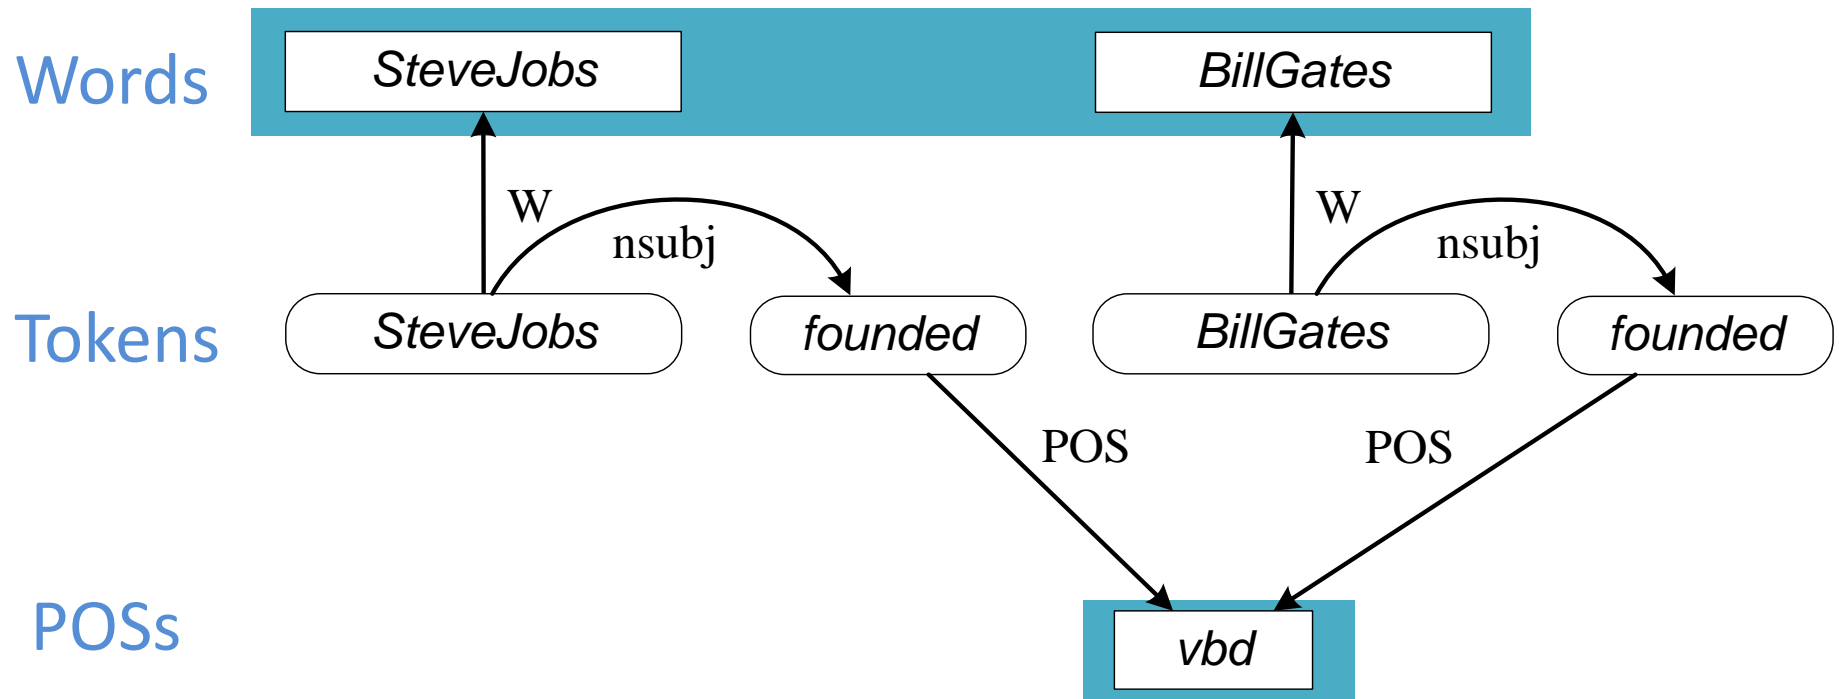 Words SteveJobs BillGates
W W
nsubj nsubj
Tokens SteveJobs founded BillGates founded
POS POS
POSs vbd